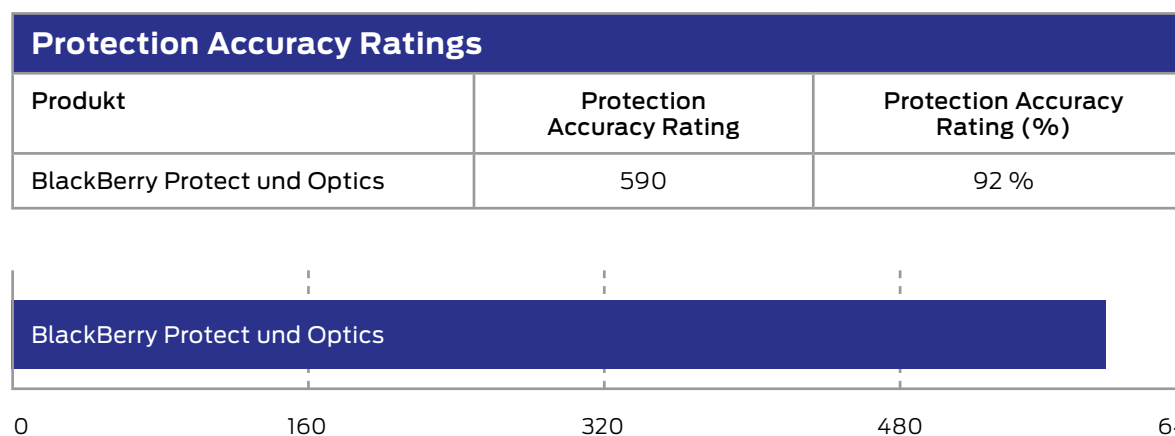 Protection Accuracy Ratings
Produkt
Protection
Accuracy Rating
Protection Accuracy
Rating (%)
BlackBerry Protect und Optics 590 92 %
BlackBerry Protect und Optics
0 160 320 480